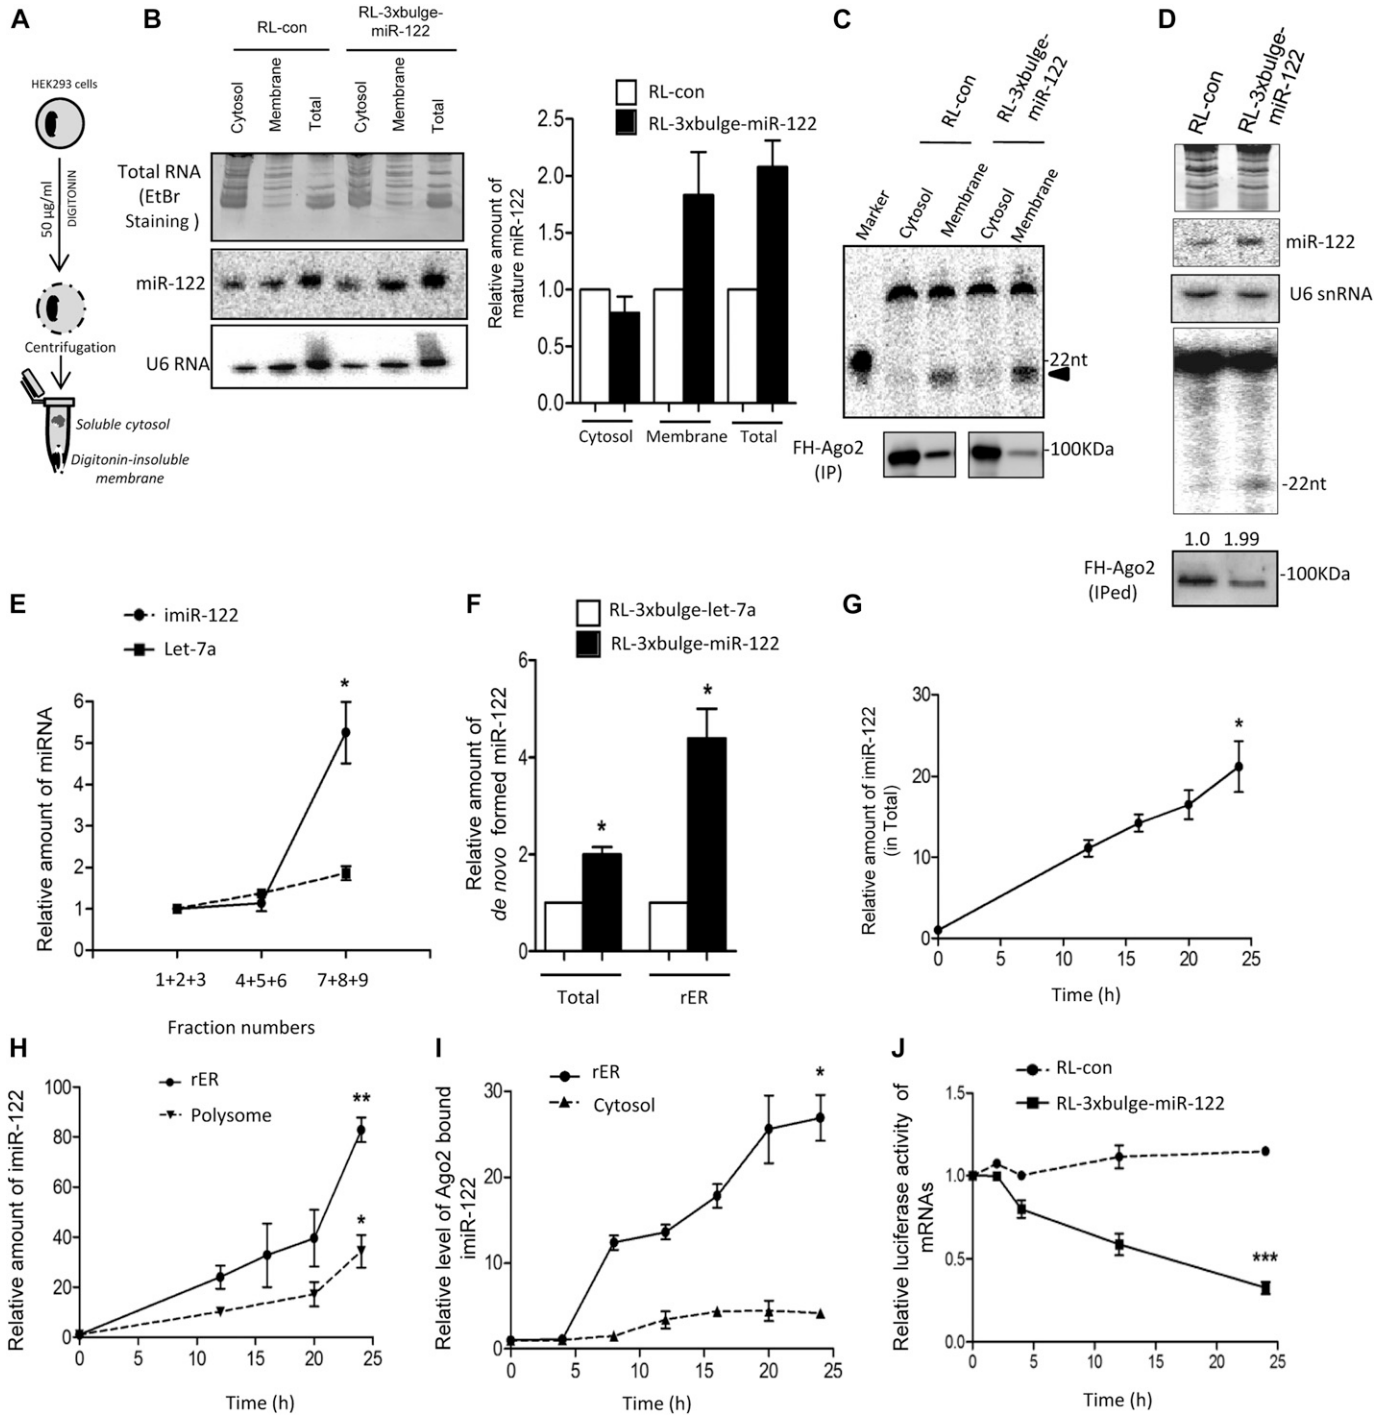 A
HEK293 cells
50 µg/ml
DIGITONIN
Centrifugation
Soluble cytosol
Digitonin-insoluble
membrane
B
RL-con
RL-3xbulge-
miR-122
Cytosol
Membrane
Total
Cytosol
Membrane
Total
Total RNA
(EtBr
Staining )
miR-122
U6 RNA
RL-con
RL-3xbulge-miR-122
Relative amount of
mature miR-122
2.5
2.0
1.5
1.0
0.5
0.0
Cytosol
Membrane
Total
C
RL-con
RL-3xbulge-
miR-122
Marker
Cytosol
Membrane
Cytosol
Membrane
-22nt
FH-Ago2
(IP)
-100KDa
D
RL-con
RL-3xbulge-
miR-122
miR-122
U6 snRNA
-22nt
1.0 1.99
FH-Ago2
(IPed)
-100KDa
E
imiR-122
Let-7a
Relative amount of miRNA
6
5
4
3
2
1
0
*
1+2+3
4+5+6
7+8+9
Fraction numbers
F
RL-3xbulge-let-7a
RL-3xbulge-miR-122
Relative amount of
de novo formed miR-122
6
4
2
0
*
*
Total
rER
G
Relative amount of imiR-122
(in Total)
30
20
10
0
*
0 5 10 15 20 25
Time (h)
H
rER
Polysome
Relative amount of imiR-122
100
80
60
40
20
0
**
*
0 5 10 15 20 25
Time (h)
I
rER
Cytosol
Relative level of Ago2 bound
imiR-122
30
20
10
0
*
0 5 10 15 20 25
Time (h)
J
RL-con
RL-3xbulge-miR-122
Relative luciferase activity of
mRNAs
1.5
1.0
0.5
0.0
***
0 5 10 15 20 25
Time (h)